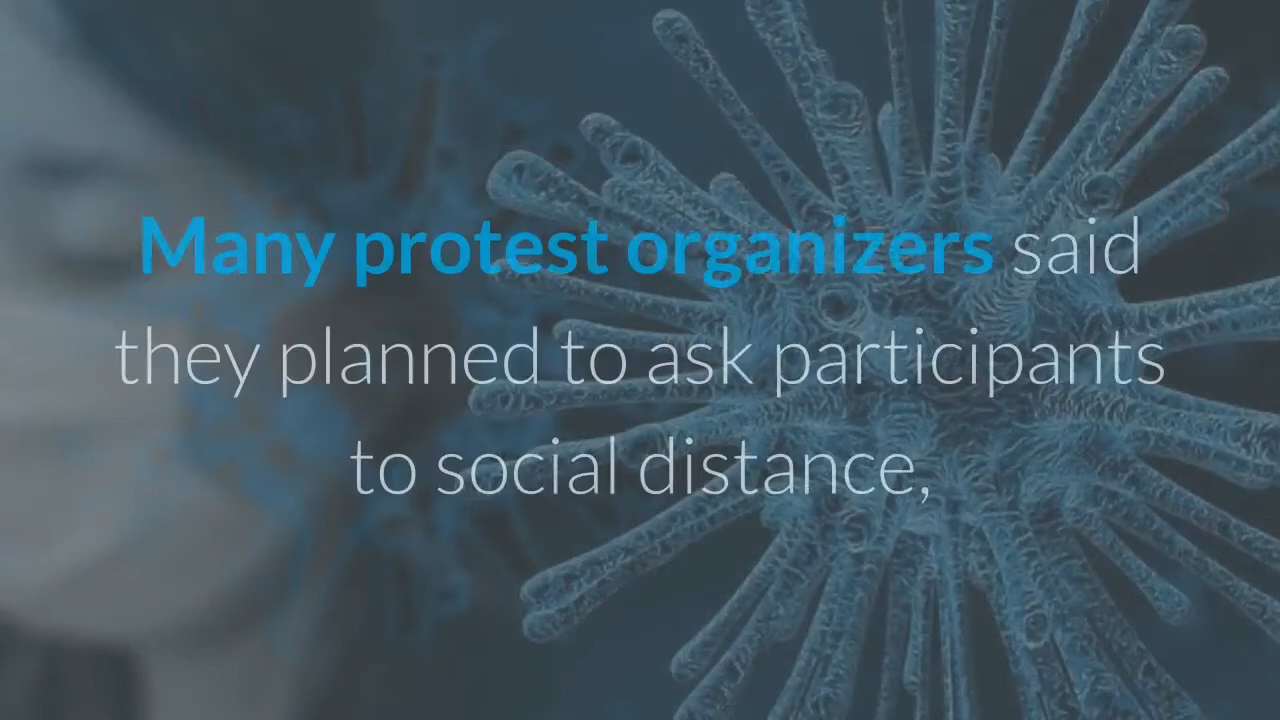 Many protest organizers said
they planned to ask participants
to social distance,